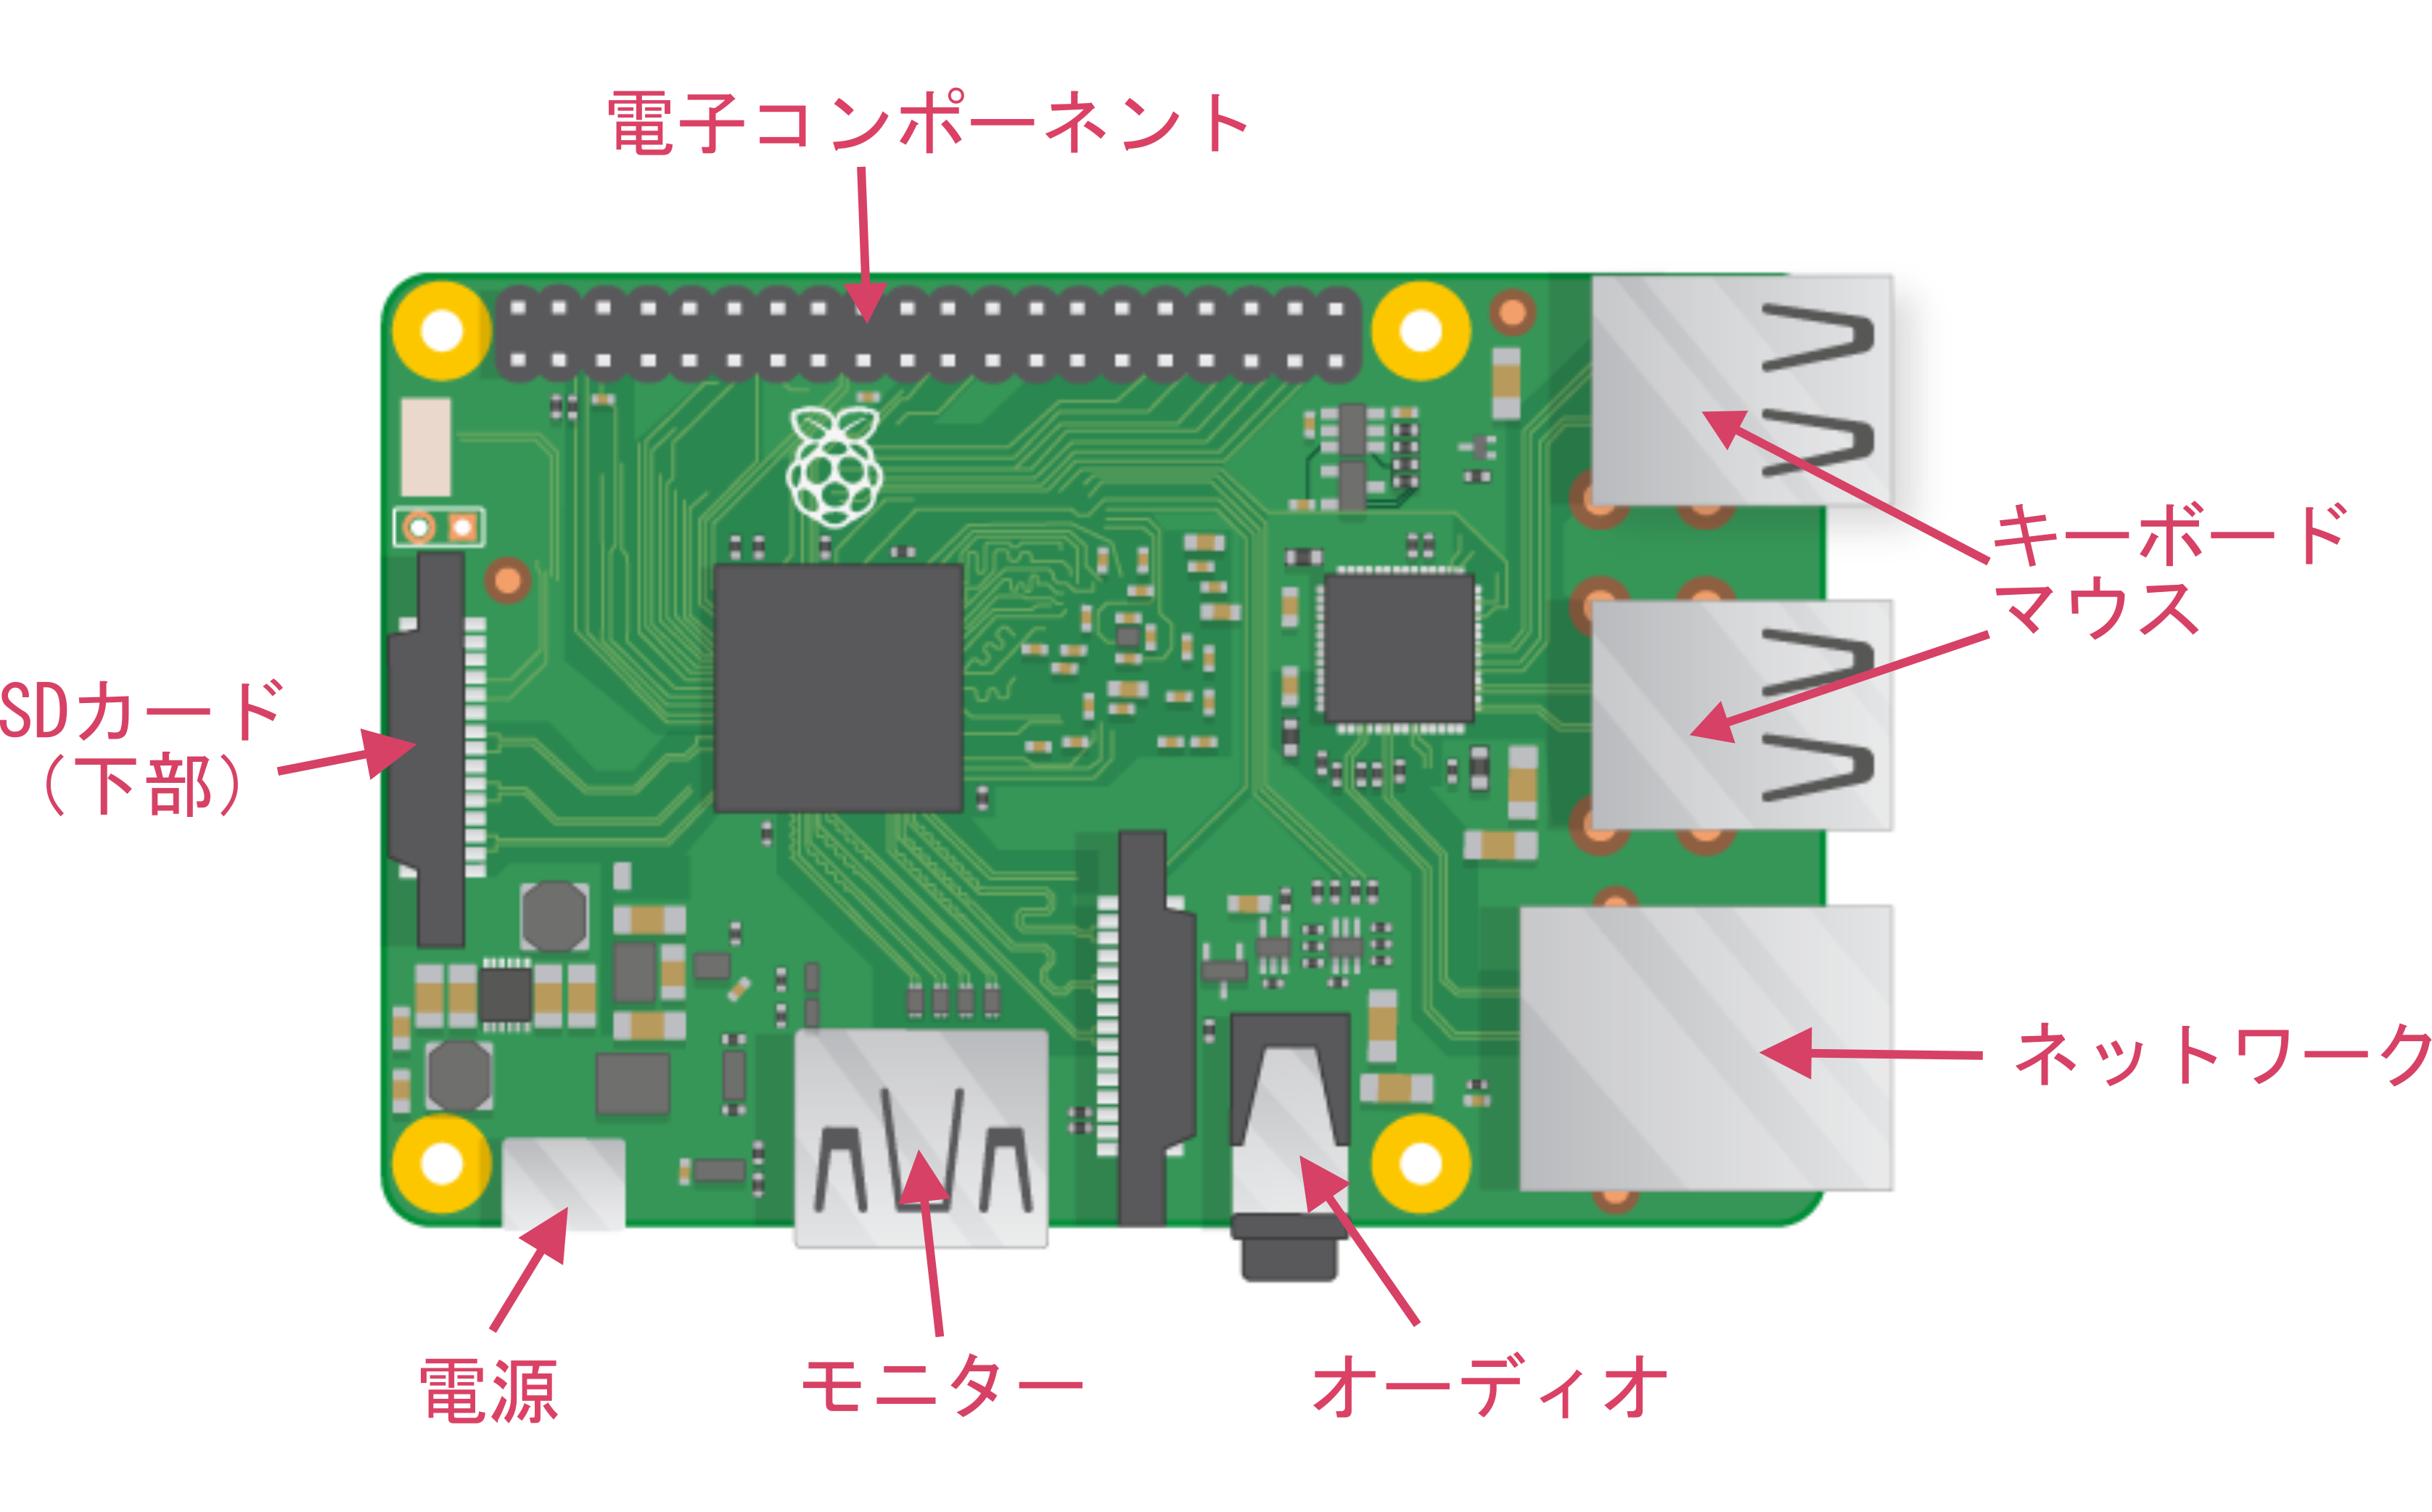 電子コンポーネント
キーボード
マウス
SDカード
（下部）
ネットワーク
電源
モニター
オーディオ